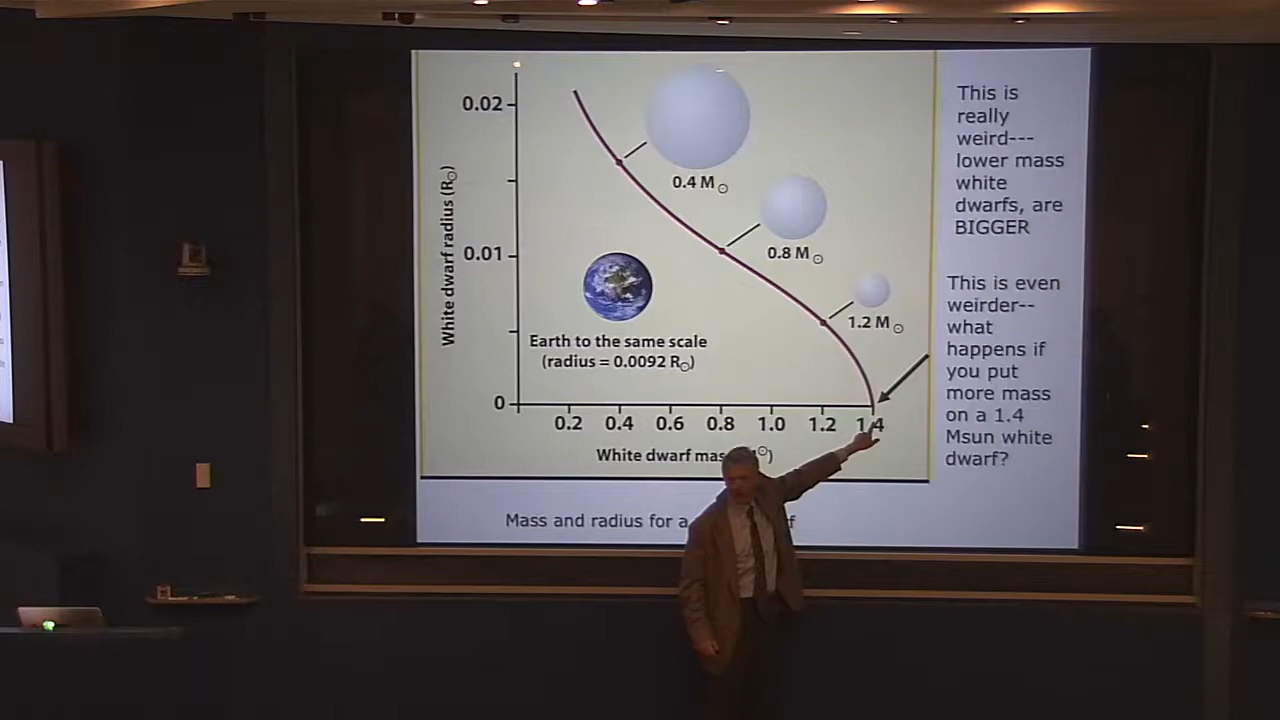 0.02
0.01
0
White dwarf radius (R☉)
0.4 M☉
0.8 M☉
1.2 M☉
Earth to the same scale
(radius = 0.0092 R☉)
0.2 0.4 0.6 0.8 1.0 1.2 1.4
White dwarf
Mass and radius for a
This is
really
weird---
lower mass
white
dwarfs, are
BIGGER
This is even
weirder--
what
happens if
you put
more mass
on a 1.4
Msun white
dwarf?